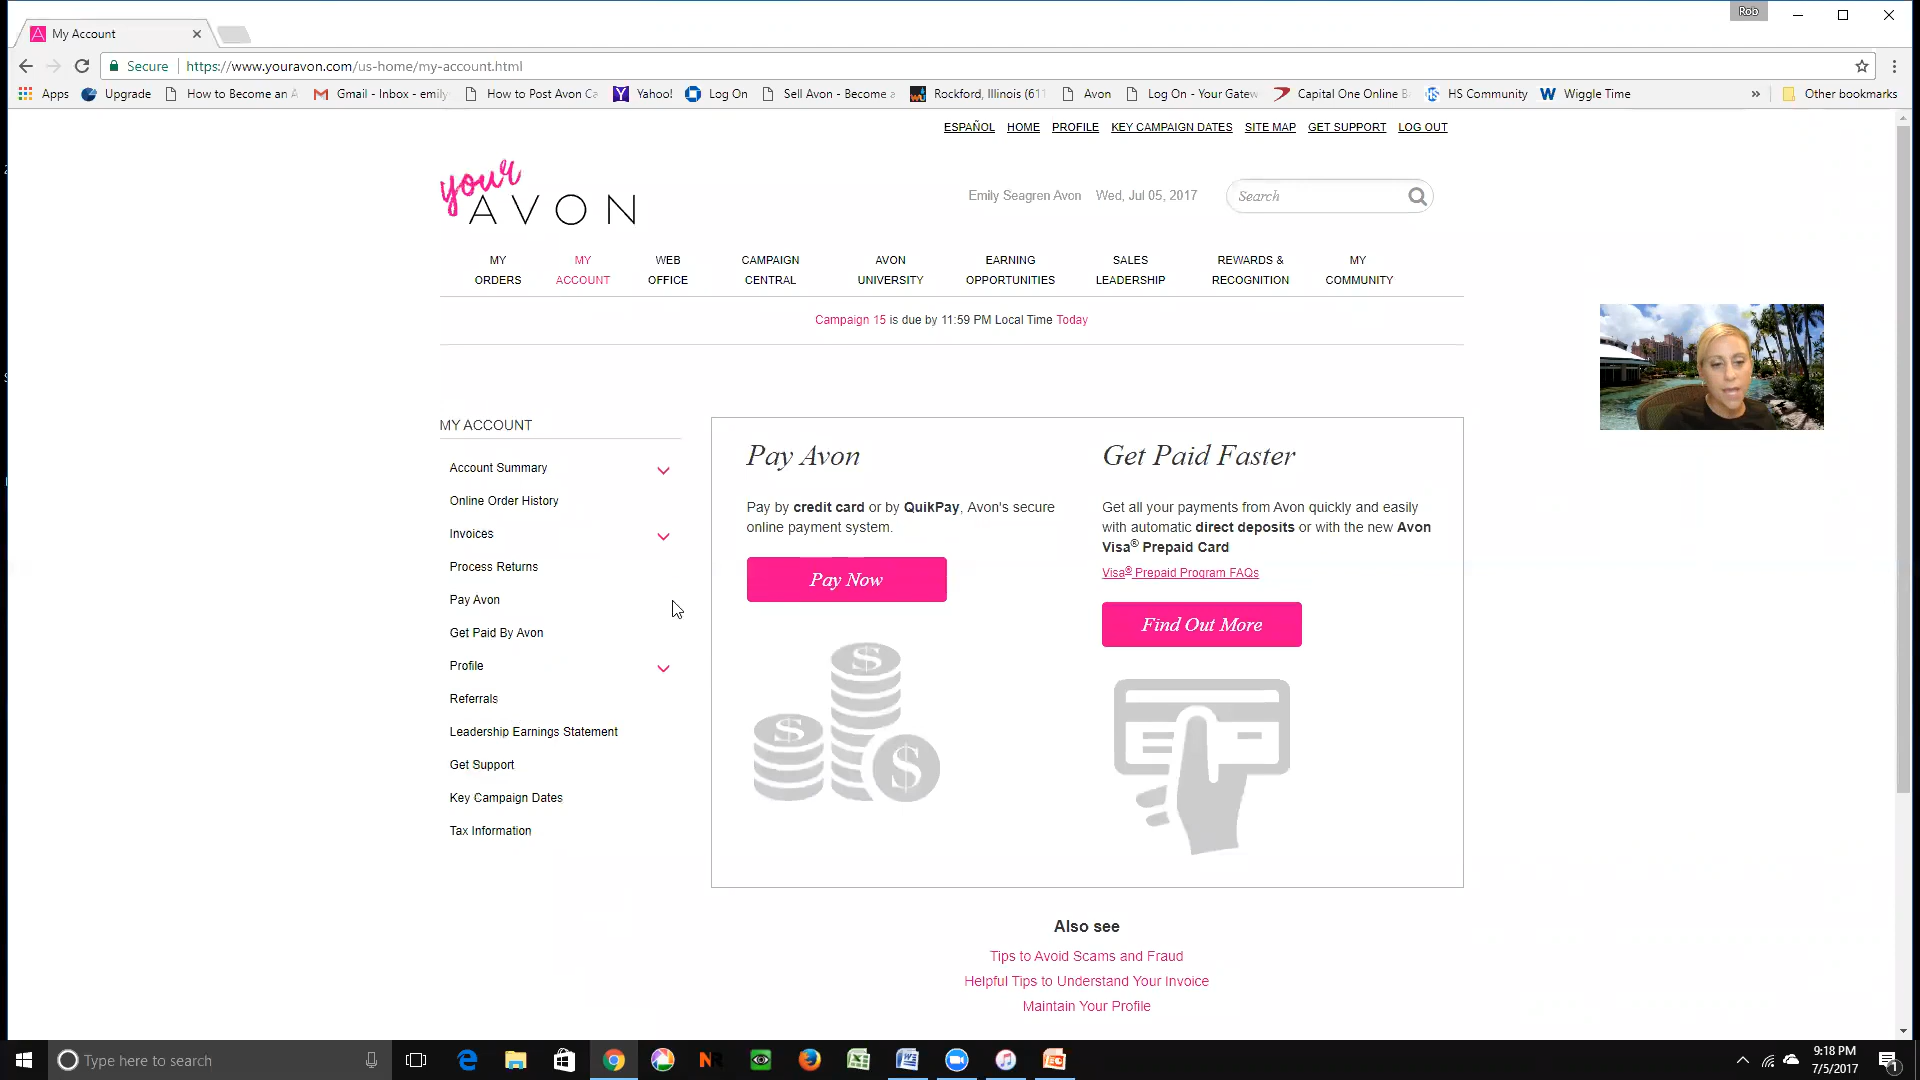 Rob
My Account
Secure https://www.youravon.com/us-home/my-account.html
Apps Upgrade How to Become an A Gmail - Inbox - emily How to Post Avon Ca Yahoo! Log On Sell Avon - Become a Rockford, Illinois (611 Avon Log On - Your Gatew Capital One Online B HS Community Wiggle Time » Other bookmarks
ESPAÑOL HOME PROFILE KEY CAMPAIGN DATES SITE MAP GET SUPPORT LOG OUT
your
AVON
Emily Seagren Avon Wed, Jul 05, 2017 Search
MY ORDERS
MY ACCOUNT
WEB OFFICE
CAMPAIGN CENTRAL
AVON UNIVERSITY
EARNING OPPORTUNITIES
SALES LEADERSHIP
REWARDS & RECOGNITION
MY COMMUNITY
Campaign 15 is due by 11:59 PM Local Time Today
MY ACCOUNT
Account Summary
Online Order History
Invoices
Process Returns
Pay Avon
Get Paid By Avon
Profile
Referrals
Leadership Earnings Statement
Get Support
Key Campaign Dates
Tax Information
Pay Avon
Pay by credit card or by QuikPay, Avon's secure
online payment system.
Pay Now
$ $ $
Get Paid Faster
Get all your payments from Avon quickly and easily
with automatic direct deposits or with the new Avon
Visa® Prepaid Card
Visa® Prepaid Program FAQs
Find Out More
Also see
Tips to Avoid Scams and Fraud
Helpful Tips to Understand Your Invoice
Maintain Your Profile
Type here to search
9:18 PM
7/5/2017
1